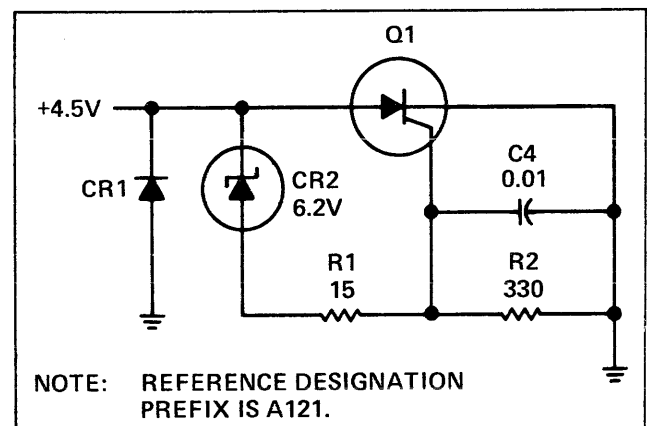 Q1
+4.5V
C4
0.01
CR1
CR2
6.2V
R1
15
R2
330
NOTE: REFERENCE DESIGNATION
PREFIX IS A121.